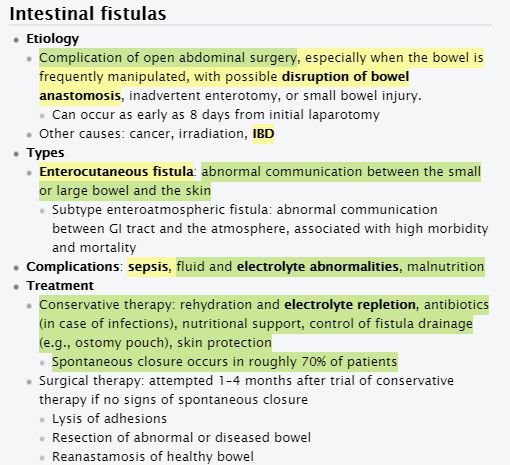 Intestinal fistulas
Etiology
Complication of open abdominal surgery, especially when the bowel is
frequently manipulated, with possible disruption of bowel
anastomosis, inadvertent enterotomy, or small bowel injury.
Can occur as early as 8 days from initial laparotomy
Other causes: cancer, irradiation, IBD
Types
Enterocutaneous fistula: abnormal communication between the small
or large bowel and the skin
Subtype enteroatmospheric fistula: abnormal communication
between GI tract and the atmosphere, associated with high morbidity
and mortality
Complications: sepsis, fluid and electrolyte abnormalities, malnutrition
Treatment
Conservative therapy: rehydration and electrolyte repletion, antibiotics
(in case of infections), nutritional support, control of fistula drainage
(e.g., ostomy pouch), skin protection
Spontaneous closure occurs in roughly 70% of patients
Surgical therapy: attempted 1–4 months after trial of conservative
therapy if no signs of spontaneous closure
Lysis of adhesions
Resection of abnormal or diseased bowel
Reanastamosis of healthy bowel